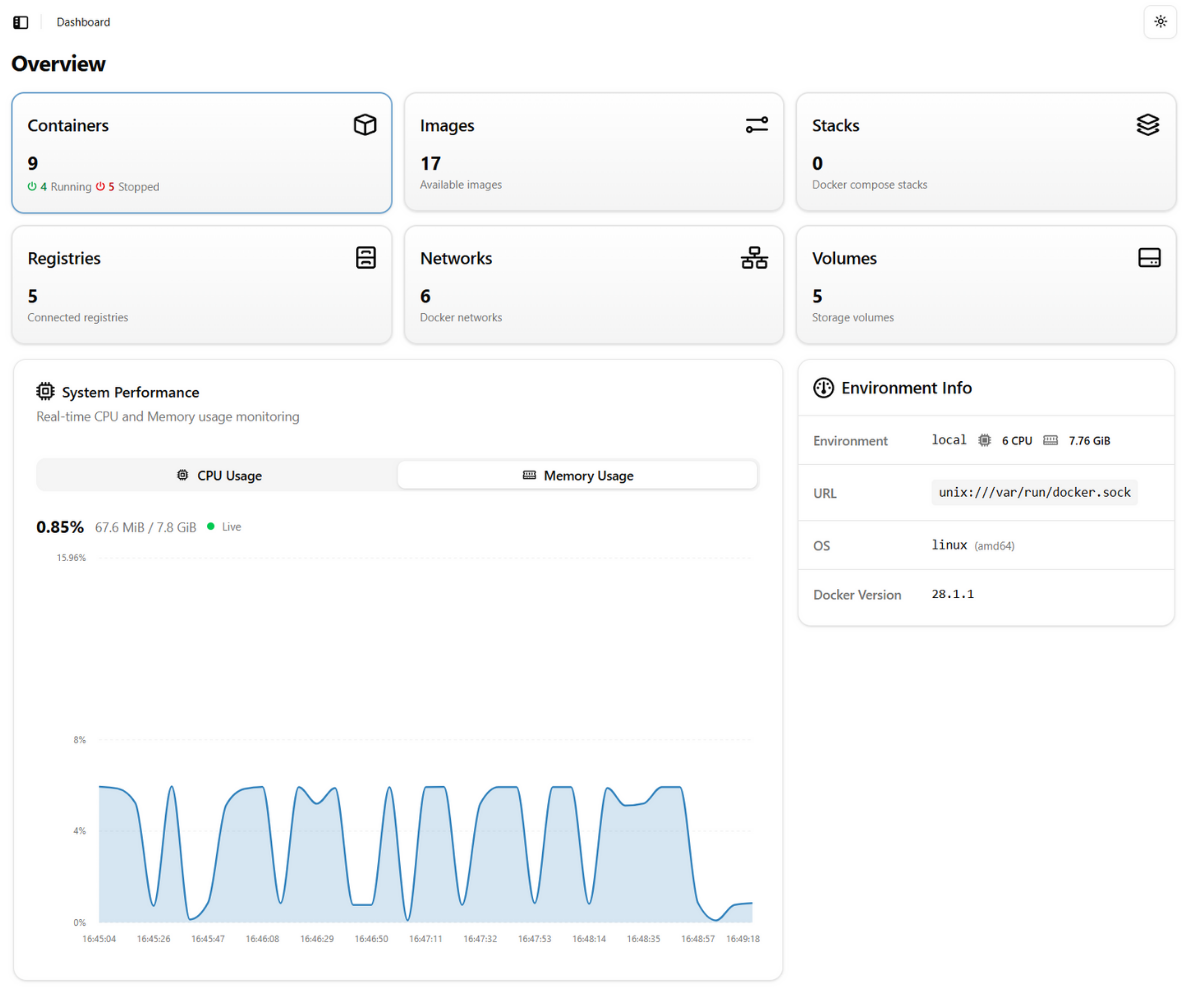 Dashboard
Overview
Containers
9
4 Running 5 Stopped
Images
17
Available images
Stacks
0
Docker compose stacks
Registries
5
Connected registries
Networks
6
Docker networks
Volumes
5
Storage volumes
System Performance
Real-time CPU and Memory usage monitoring
CPU Usage
Memory Usage
0.85% 67.6 MiB / 7.8 GiB Live
15.96%
8%
4%
0%
16:45:04 16:45:26 16:45:47 16:46:08 16:46:29 16:46:50 16:47:11 16:47:32 16:47:53 16:48:14 16:48:35 16:48:57 16:49:18
Environment Info
Environment local 6 CPU 7.76 GiB
URL unix:///var/run/docker.sock
OS linux (amd64)
Docker Version 28.1.1